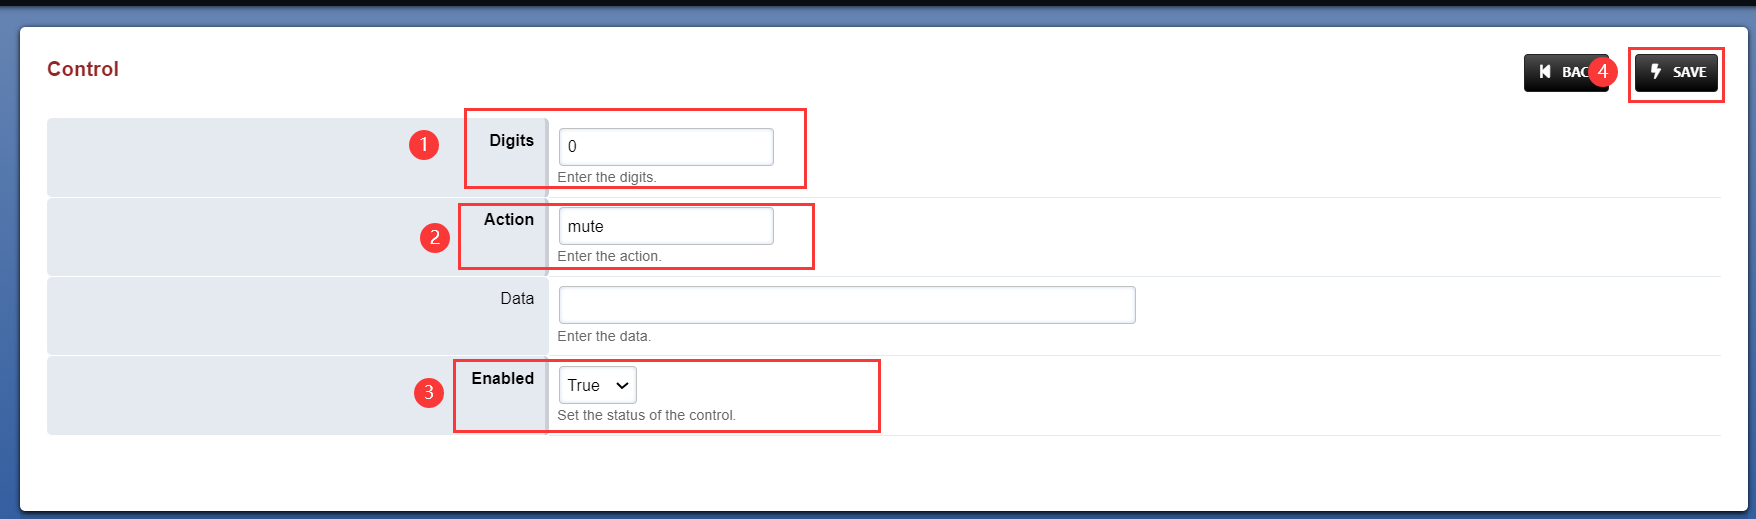 Control
BAC 4 SAVE
1 Digits 0
Enter the digits.
2 Action mute
Enter the action.
Data
Enter the data.
3 Enabled True
Set the status of the control.